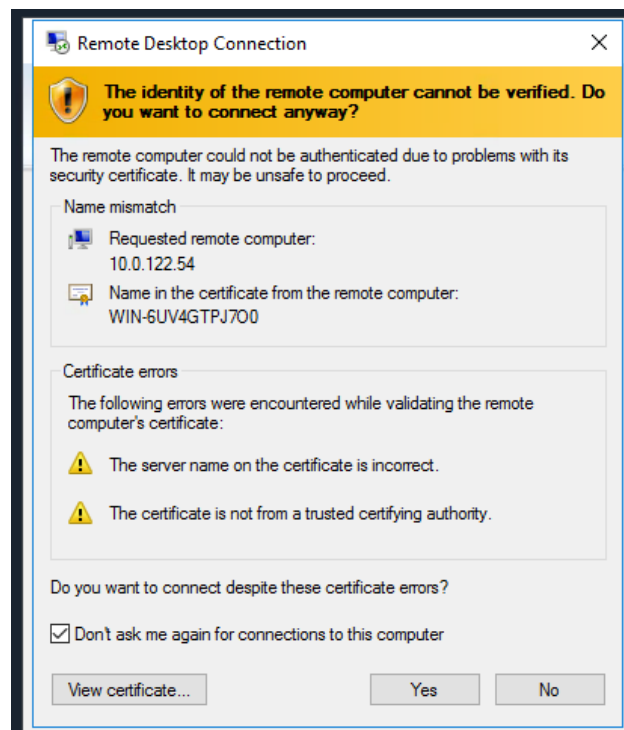 Remote Desktop Connection
The identity of the remote computer cannot be verified. Do
you want to connect anyway?
The remote computer could not be authenticated due to problems with its
security certificate. It may be unsafe to proceed.
Name mismatch
Requested remote computer:
10.0.122.54
Name in the certificate from the remote computer:
WIN-6UV4GTPJ7O0
Certificate errors
The following errors were encountered while validating the remote
computer's certificate:
The server name on the certificate is incorrect.
The certificate is not from a trusted certifying authority.
Do you want to connect despite these certificate errors?
Don't ask me again for connections to this computer
View certificate...
Yes
No